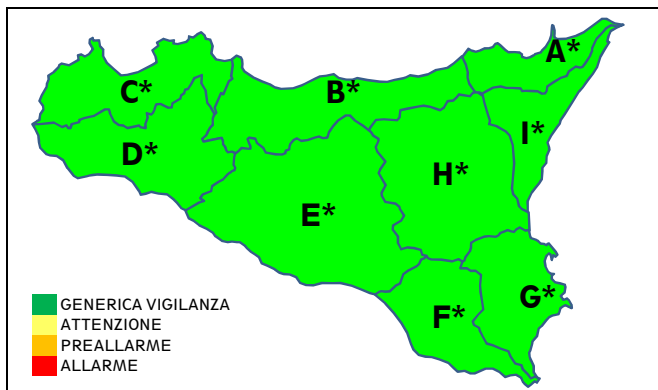 A*
C*
B*
I*
D*
H*
E*
G*
F*
GENERICA VIGILANZA
ATTENZIONE
PREALLARME
ALLARME